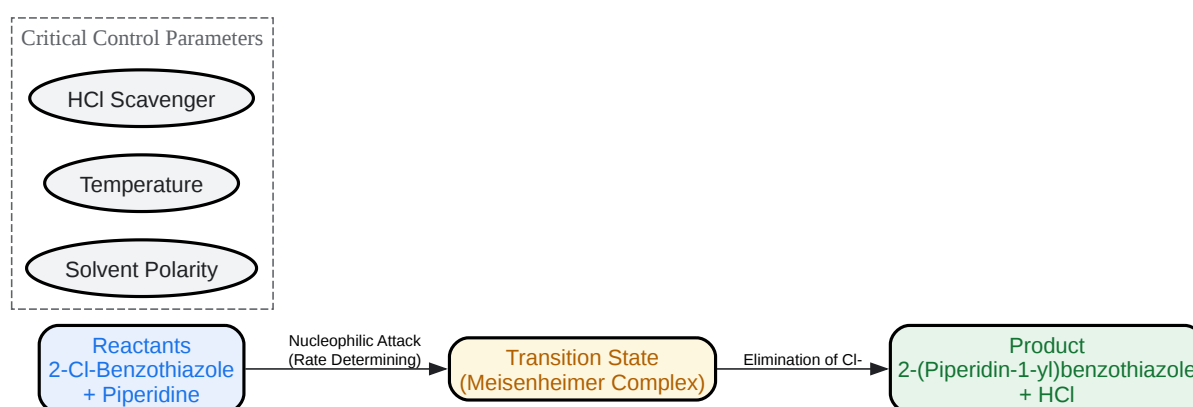 Critical Control Parameters
HCl Scavenger
Temperature
Solvent Polarity
Reactants
2-Cl-Benzothiazole
+ Piperidine
Nucleophilic Attack
(Rate Determining)
Transition State
(Meisenheimer Complex)
Elimination of Cl-
Product
2-(Piperidin-1-yl)benzothiazole
+ HCl